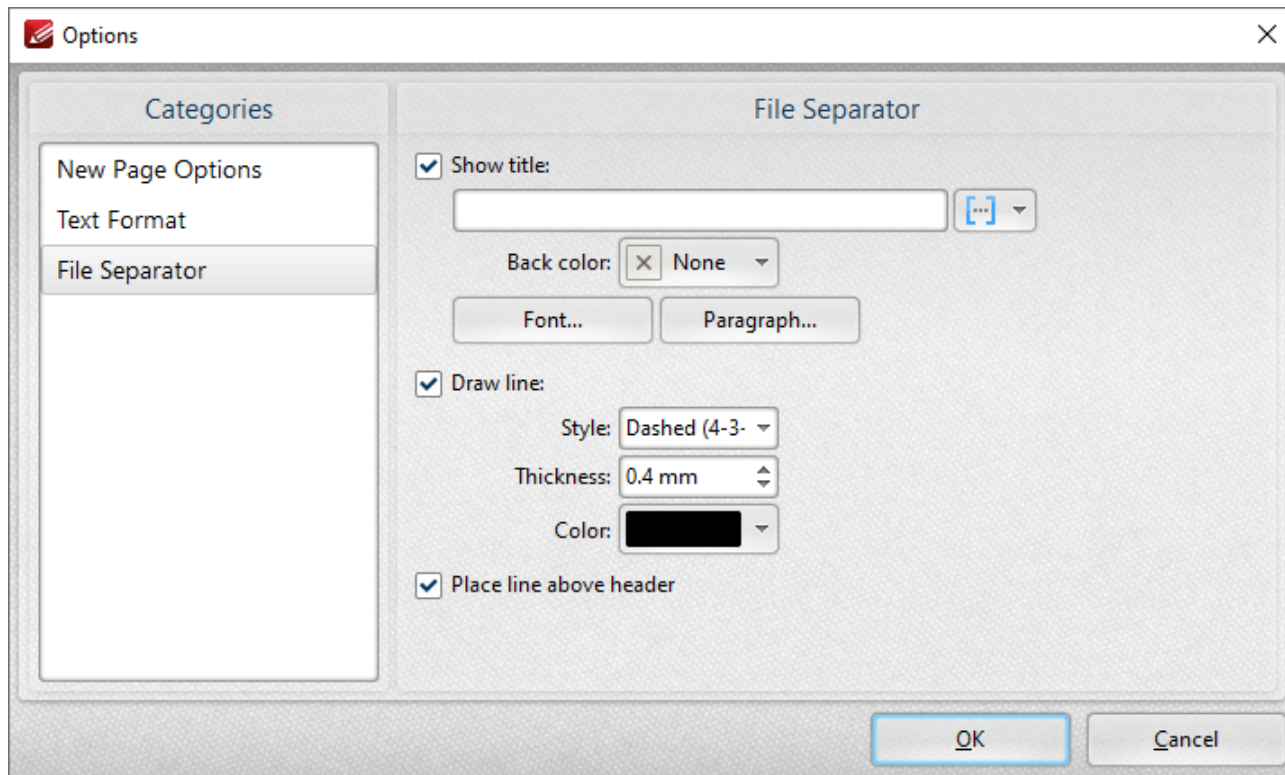 Options
Categories
New Page Options
Text Format
File Separator
File Separator
Show title:
Back color: None
Font... Paragraph...
Draw line:
Style: Dashed (4-3-
Thickness: 0.4 mm
Color:
Place line above header
OK Cancel